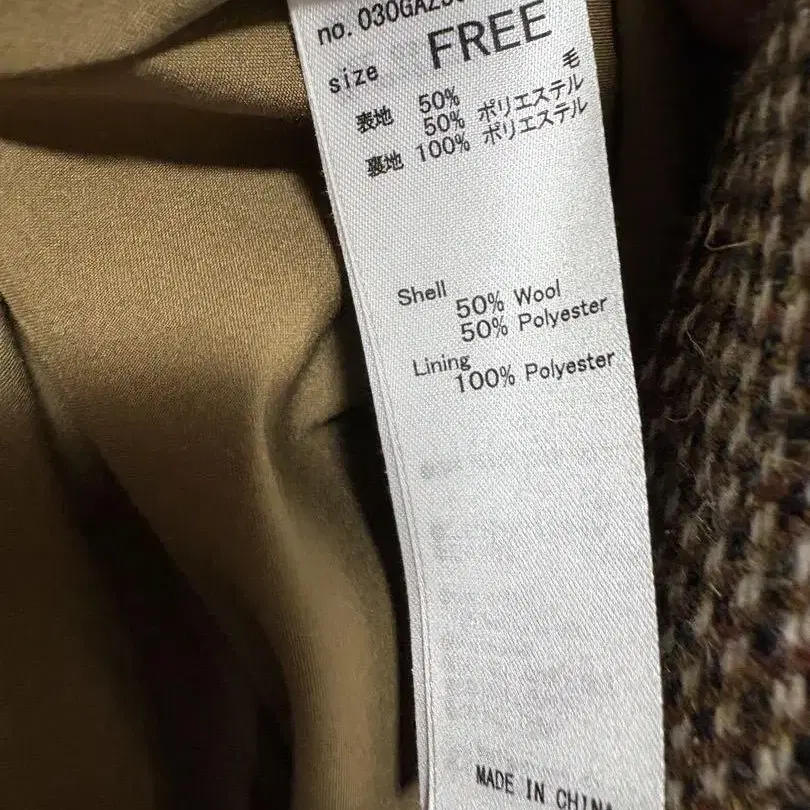 size FREE
表地 50% 毛
50% ポリエステル
裏地 100% ポリエステル
Shell
50% Wool
50% Polyester
Lining
100% Polyester
MADE IN CHINA